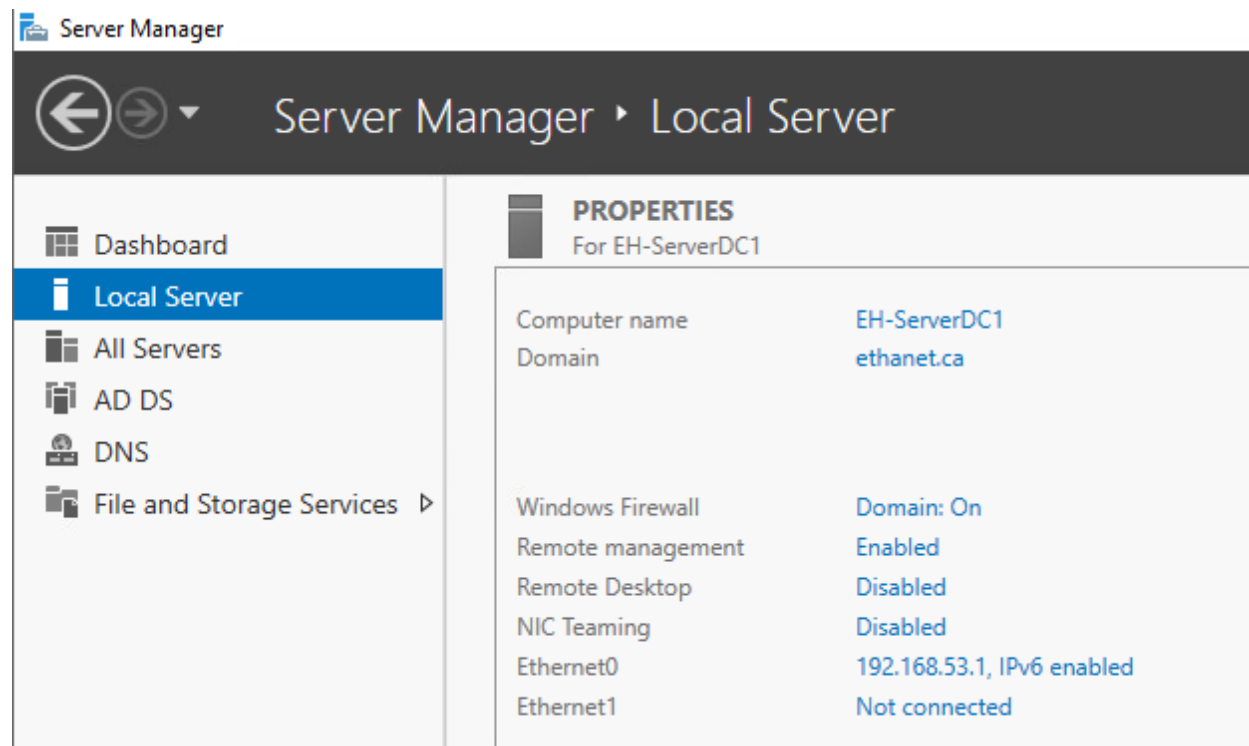 Server Manager
Server Manager ‣ Local Server
Dashboard
Local Server
All Servers
AD DS
DNS
File and Storage Services
PROPERTIES
For EH-ServerDC1
Computer name EH-ServerDC1
Domain ethanet.ca
Windows Firewall Domain: On
Remote management Enabled
Remote Desktop Disabled
NIC Teaming Disabled
Ethernet0 192.168.53.1, IPv6 enabled
Ethernet1 Not connected